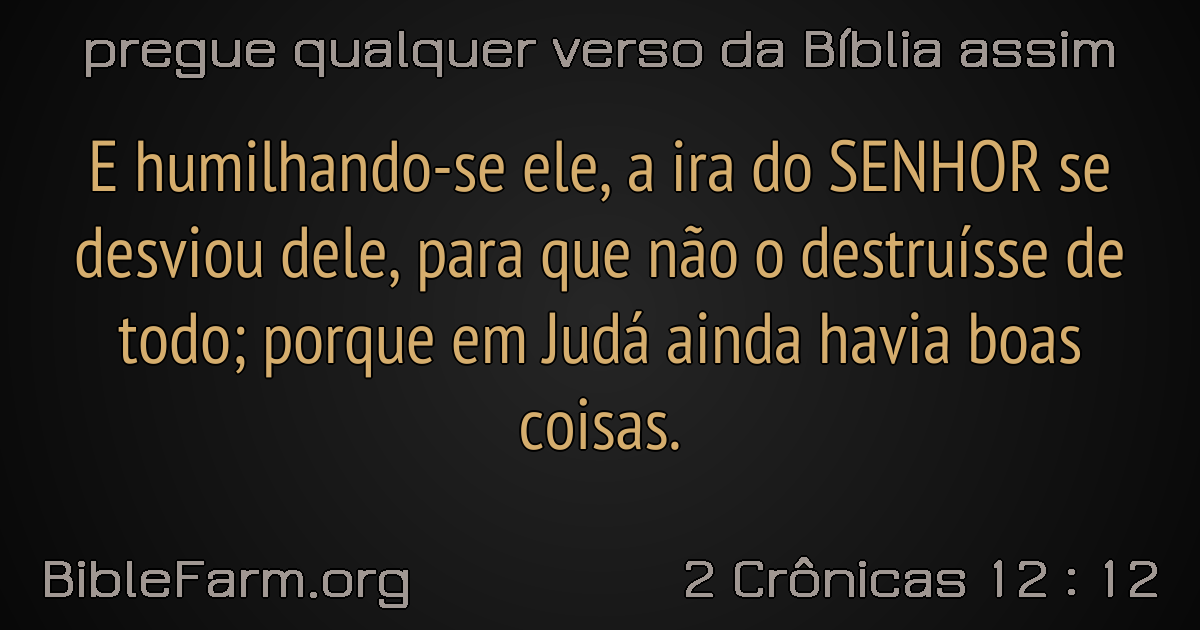 pregue qualquer verso da Bíblia assim
E humilhando-se ele, a ira do SENHOR se
desviou dele, para que não o destruísse de
todo; porque em Judá ainda havia boas
coisas.
BibleFarm.org
2 Crônicas 12 : 12